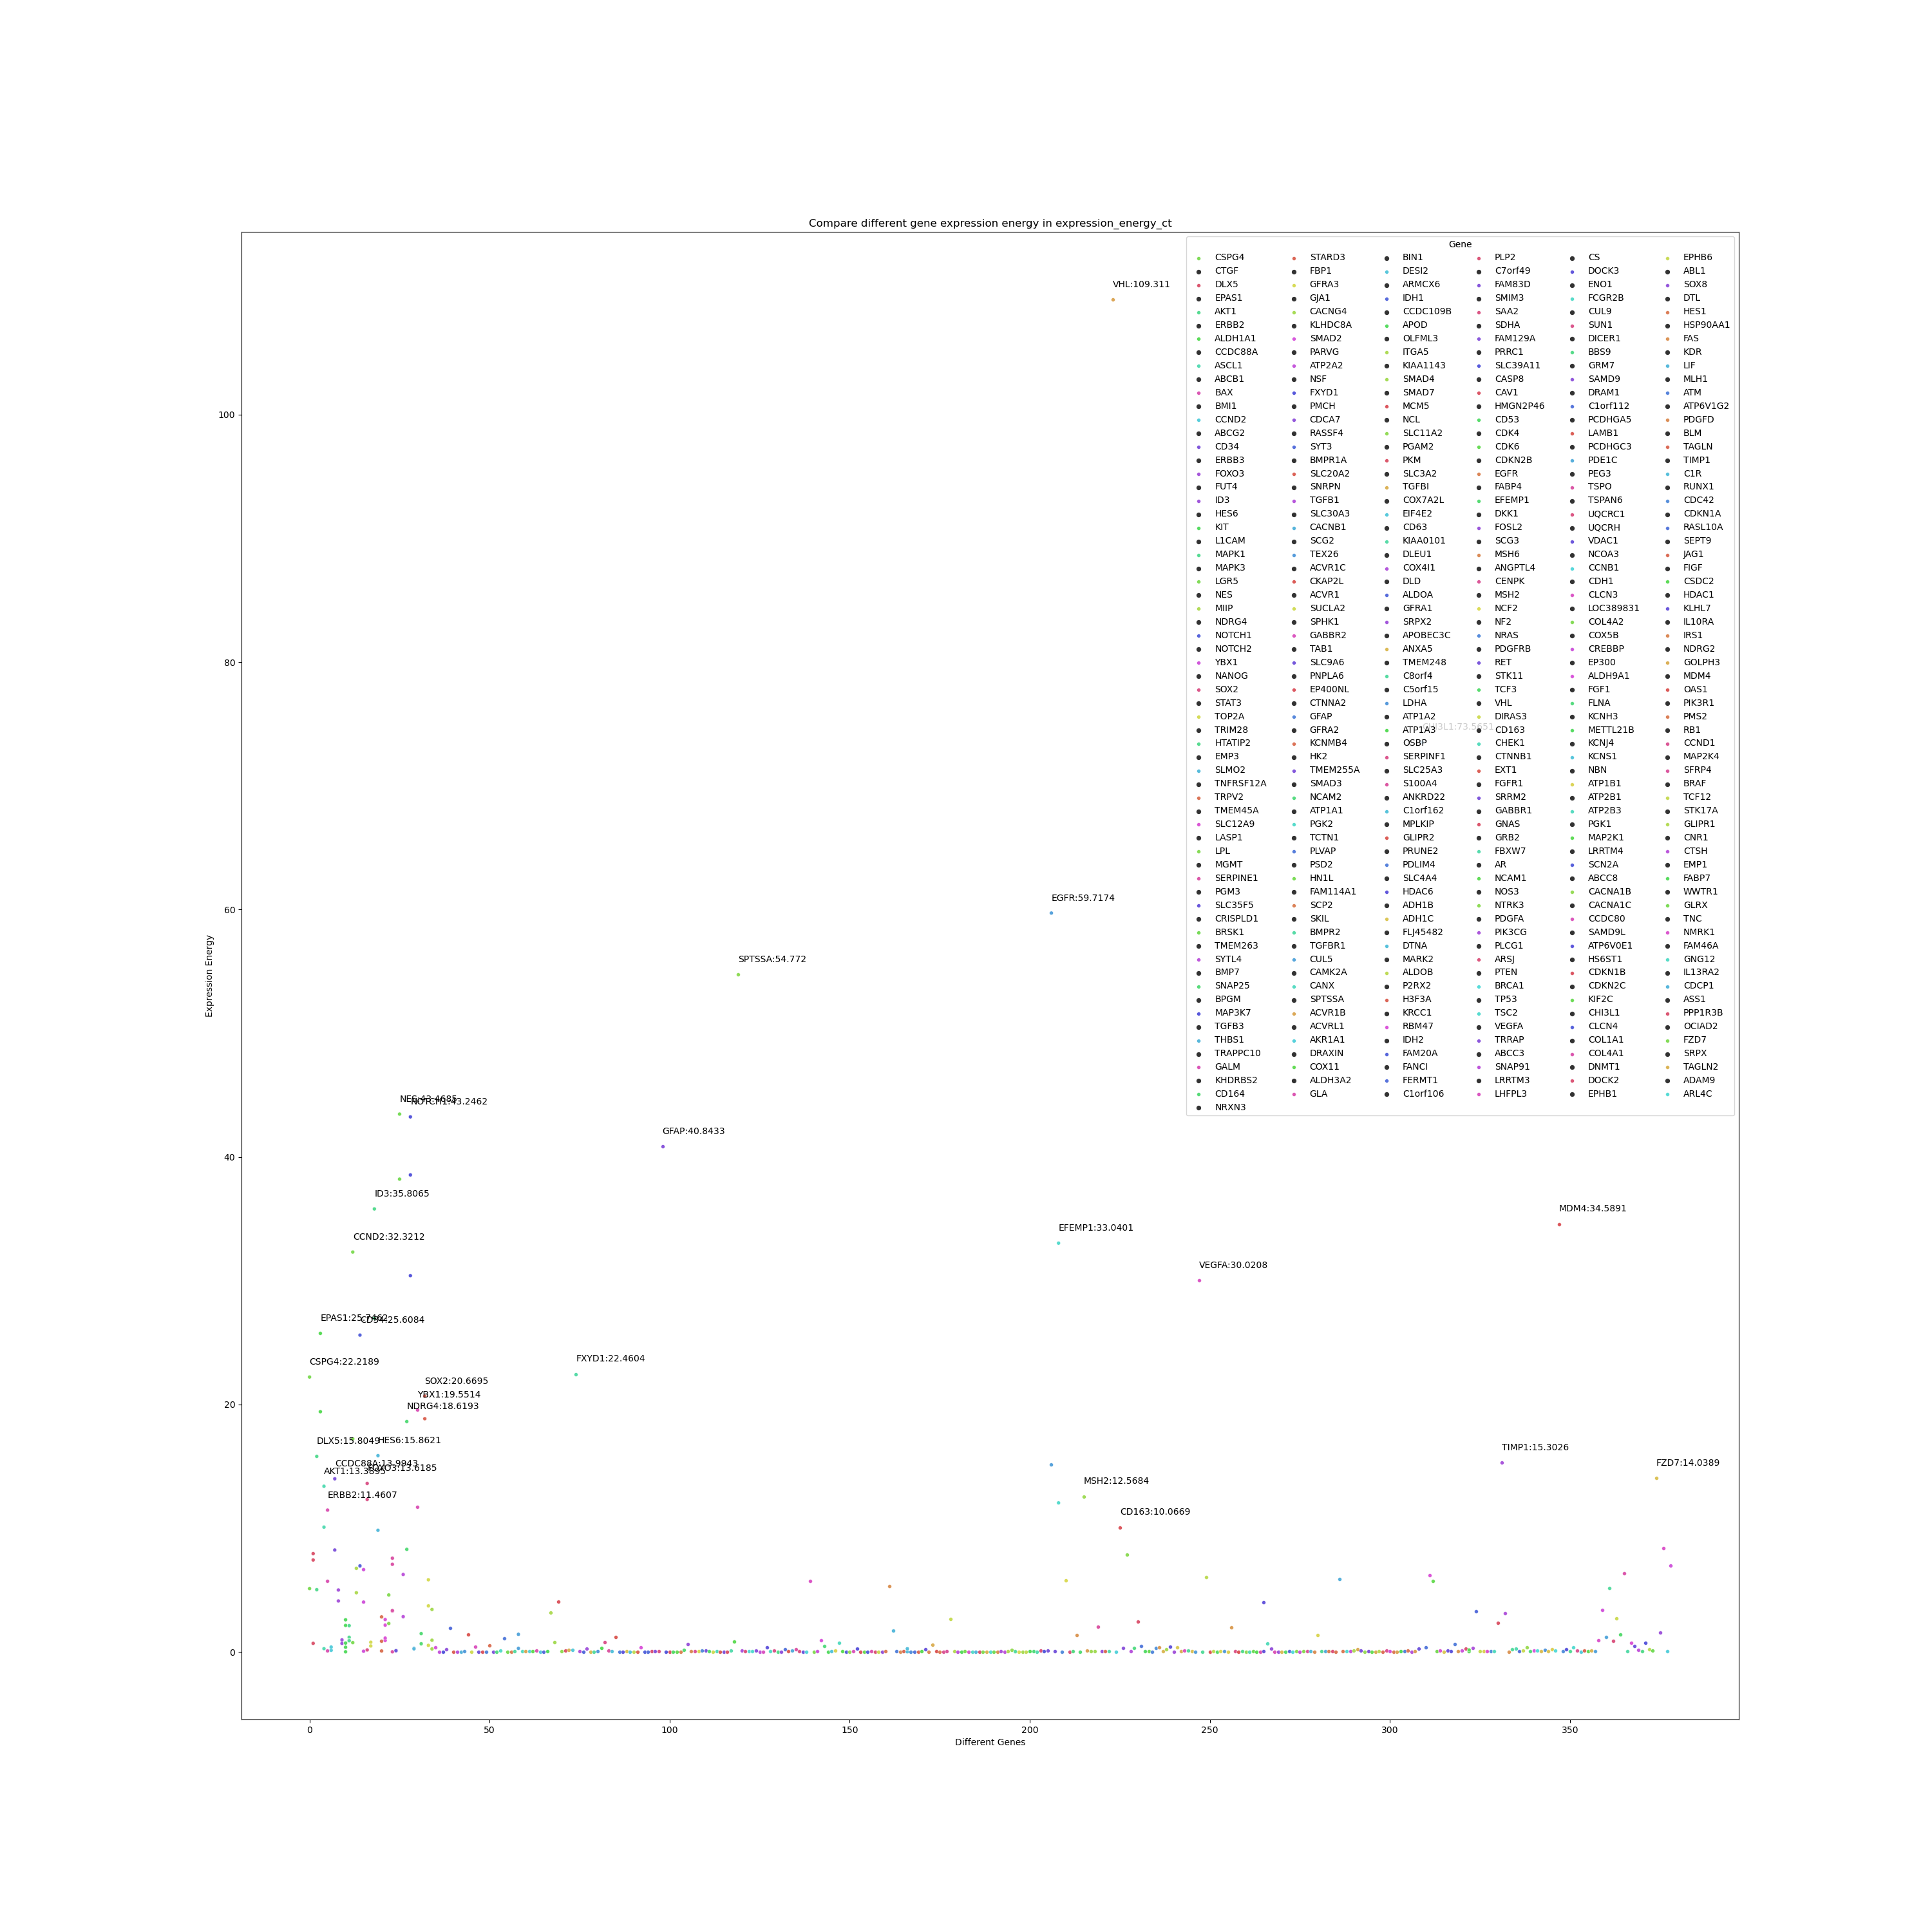 Compare different gene expression energy in expression_energy_ct
Gene
CSPG4 STARD3 BIN1 PLP2 CS EPHB6
CTGF FBP1 DESI2 C7orf49 DOCK3 ABL1
DLX5 GFRA3 ARMCX6 FAM83D ENO1 SOX8
EPAS1 GJA1 IDH1 SMIM3 FCGR2B DTL
AKT1 CACNG4 CCDC109B SAA2 CUL9 HES1
ERBB2 KLHDC8A APOD SDHA SUN1 HSP90AA1
ALDH1A1 SMAD2 OLFML3 FAM129A DICER1 FAS
CCDC88A PARVG ITGA5 PRRC1 BBS9 KDR
ASCL1 ATP2A2 KIAA1143 SLC39A11 GRM7 LIF
ABCB1 NSF SMAD4 CASP8 SAMD9 MLH1
BAX FXYD1 SMAD7 CAV1 DRAM1 ATM
BMI1 PMCH MCM5 HMGN2P46 C1orf112 ATP6V1G2
CCND2 CDCA7 NCL CD53 PCDHGA5 PDGFD
ABCG2 RASSF4 SLC11A2 CDK4 LAMB1 BLM
CD34 SYT3 PGAM2 CDK6 PCDHGC3 TAGLN
ERBB3 BMPR1A PKM CDKN2B PDE1C TIMP1
FOXO3 SLC20A2 SLC3A2 EGFR PEG3 C1R
FUT4 SNRPN TGFBI FABP4 TSPO RUNX1
ID3 TGFB1 COX7A2L EFEMP1 TSPAN6 CDC42
HES6 SLC30A3 EIF4E2 DKK1 UQCRC1 CDKN1A
KIT CACNB1 CD63 FOSL2 UQCRH RASL10A
L1CAM SCG2 KIAA0101 SCG3 VDAC1 SEPT9
MAPK1 TEX26 DLEU1 MSH6 NCOA3 JAG1
MAPK3 ACVR1C COX4I1 ANGPTL4 CCNB1 FIGF
LGR5 CKAP2L DLD CENPK CDH1 CSDC2
NES ACVR1 ALDOA MSH2 CLCN3 HDAC1
MIIP SUCLA2 GFRA1 NCF2 LOC389831 KLHL7
NDRG4 SPHK1 SRPX2 NF2 COL4A2 IL10RA
NOTCH1 GABBR2 APOBEC3C NRAS COX5B IRS1
NOTCH2 TAB1 ANXA5 PDGFRB CREBBP NDRG2
YBX1 SLC9A6 TMEM248 RET EP300 GOLPH3
NANOG PNPLA6 C8orf4 STK11 ALDH9A1 MDM4
SOX2 EP400NL C5orf15 TCF3 FGF1 OAS1
STAT3 CTNNA2 LDHA VHL FLNA PIK3R1
TOP2A GFAP ATP1A2 DIRAS3 KCNH3 PMS2
TRIM28 GFRA2 ATP1A3 CD163 METTL21B RB1
HTATIP2 KCNMB4 OSBP CHEK1 KCNJ4 CCND1
EMP3 HK2 SERPINF1 CTNNB1 KCNS1 MAP2K4
SLMO2 TMEM255A SLC25A3 EXT1 NBN SFRP4
TNFRSF12A SMAD3 S100A4 FGFR1 ATP1B1 BRAF
TRPV2 NCAM2 ANKRD22 SRRM2 ATP2B1 TCF12
TMEM45A ATP1A1 C1orf162 GABBR1 ATP2B3 STK17A
SLC12A9 PGK2 MPLKIP GNAS PGK1 GLIPR1
LASP1 TCTN1 GLIPR2 GRB2 MAP2K1 CNR1
LPL PLVAP PRUNE2 FBXW7 LRRTM4 CTSH
MGMT PSD2 PDLIM4 AR SCN2A EMP1
SERPINE1 HN1L SLC4A4 NCAM1 ABCC8 FABP7
PGM3 FAM114A1 HDAC6 NOS3 CACNA1B WWTR1
SLC35F5 SCP2 ADH1B NTRK3 CACNA1C GLRX
CRISPLD1 SKIL ADH1C PDGFA CCDC80 TNC
BRSK1 BMPR2 FLJ45482 PIK3CG SAMD9L NMRK1
TMEM263 TGFBR1 DTNA PLCG1 ATP6V0E1 FAM46A
SYTL4 CUL5 MARK2 ARSJ HS6ST1 GNG12
BMP7 CAMK2A ALDOB PTEN CDKN1B IL13RA2
SNAP25 CANX P2RX2 BRCA1 CDKN2C CDCP1
BPGM SPTSSA H3F3A TP53 KIF2C ASS1
MAP3K7 ACVR1B KRCC1 TSC2 CHI3L1 PPP1R3B
TGFB3 ACVRL1 RBM47 VEGFA CLCN4 OCIAD2
THBS1 AKR1A1 IDH2 TRRAP COL1A1 FZD7
TRAPPC10 DRAXIN FAM20A ABCC3 COL4A1 SRPX
GALM COX11 FANCI SNAP91 DNMT1 TAGLN2
KHDRBS2 ALDH3A2 FERMT1 LRRTM3 DOCK2 ADAM9
CD164 GLA C1orf106 LHFPL3 EPHB1 ARL4C
NRXN3
VHL:109.311
EGFR:59.7174
SPTSSA:54.772
NES:43.4685
NOTCH1:43.2462
GFAP:40.8433
ID3:35.8065
MDM4:34.5891
EFEMP1:33.0401
CCND2:32.3212
VEGFA:30.0208
EPAS1:25.7462
CD34:25.6084
CSPG4:22.2189
FXYD1:22.4604
SOX2:20.6695
YBX1:19.5514
NDRG4:18.6193
DLX5:15.8049
HES6:15.8621
TIMP1:15.3026
CCDC88A:13.9943
FOXO3:13.6185
FZD7:14.0389
MSH2:12.5684
ERBB2:11.4607
CD163:10.0669
100
80
60
40
20
0
Expression Energy
0 50 100 150 200 250 300 350
Different Genes